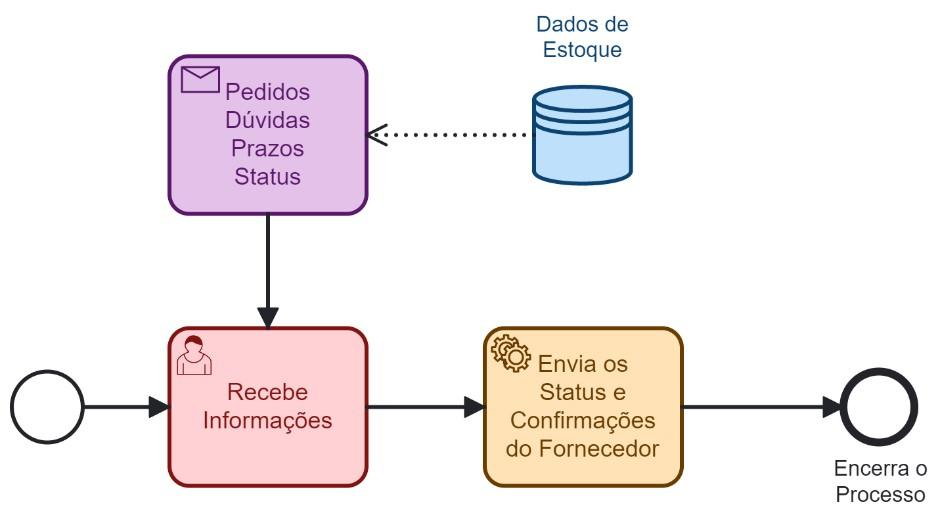 Dados de
Estoque
Pedidos
Dúvidas
Prazos
Status
Recebe
Informações
Envia os
Status e
Confirmações
do Fornecedor
Encerra o
Processo